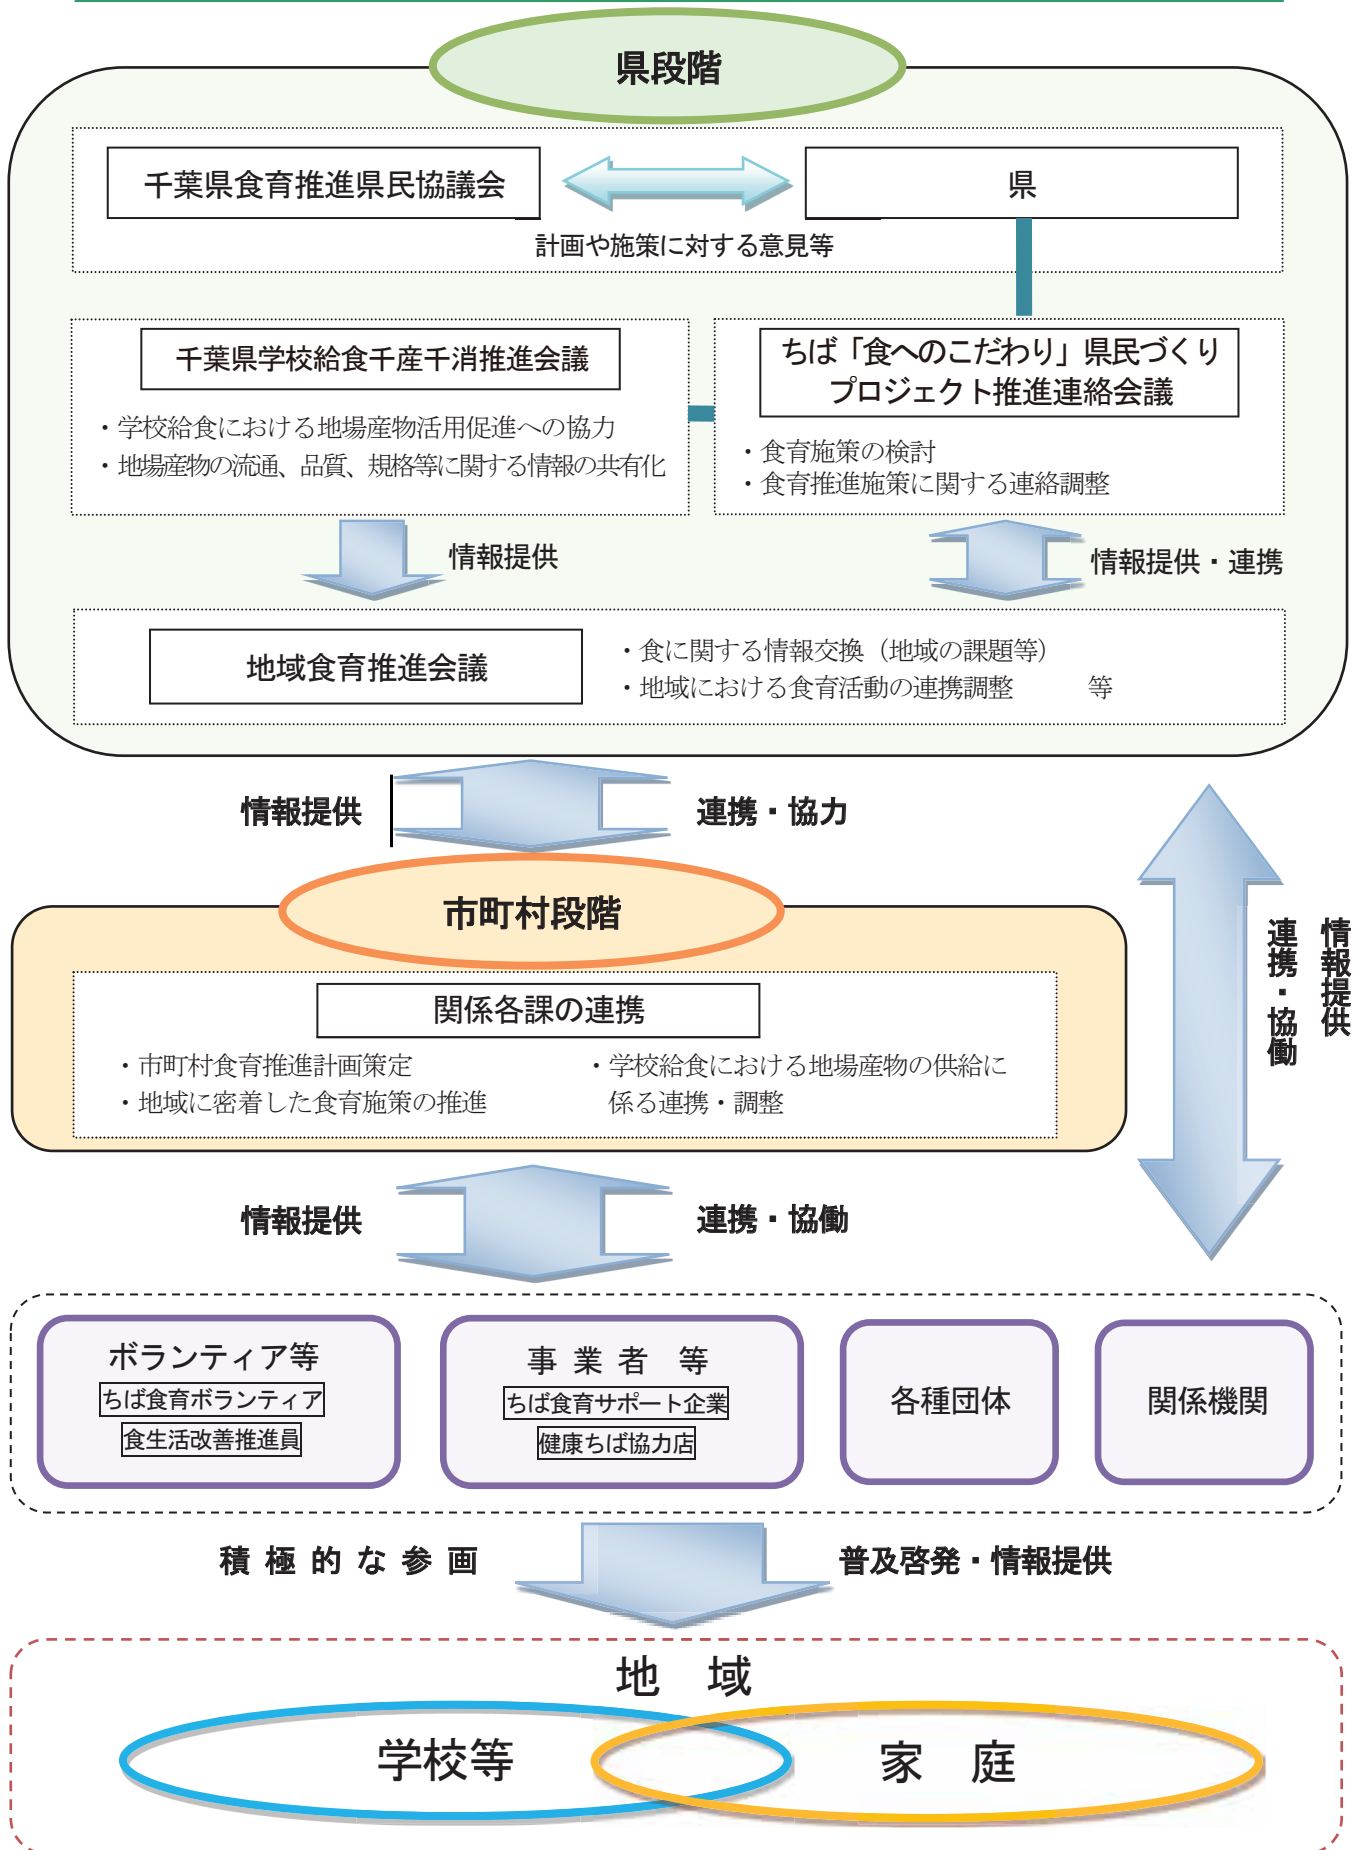 県段階
千葉県食育推進県民協議会
県
計画や施策に対する意見等
千葉県学校給食千産千消推進会議
・学校給食における地場産物活用促進への協力
・地場産物の流通、品質、規格等に関する情報の共有化
ちば「食へのこだわり」県民づくり
プロジェクト推進連絡会議
・食育施策の検討
・食育推進施策に関する連絡調整
情報提供
情報提供・連携
地域食育推進会議
・食に関する情報交換（地域の課題等）
・地域における食育活動の連携調整　　　等
情報提供
連携・協力
市町村段階
関係各課の連携
・市町村食育推進計画策定
・地域に密着した食育施策の推進
・学校給食における地場産物の供給に
係る連携・調整
情報提供
連携・協働
情報提供
連携・協働
ボランティア等
ちば食育ボランティア
食生活改善推進員
事 業 者　等
ちば食育サポート企業
健康ちば協力店
各種団体
関係機関
積 極 的 な 参 画
普及啓発・情報提供
地　域
学校等
家　庭